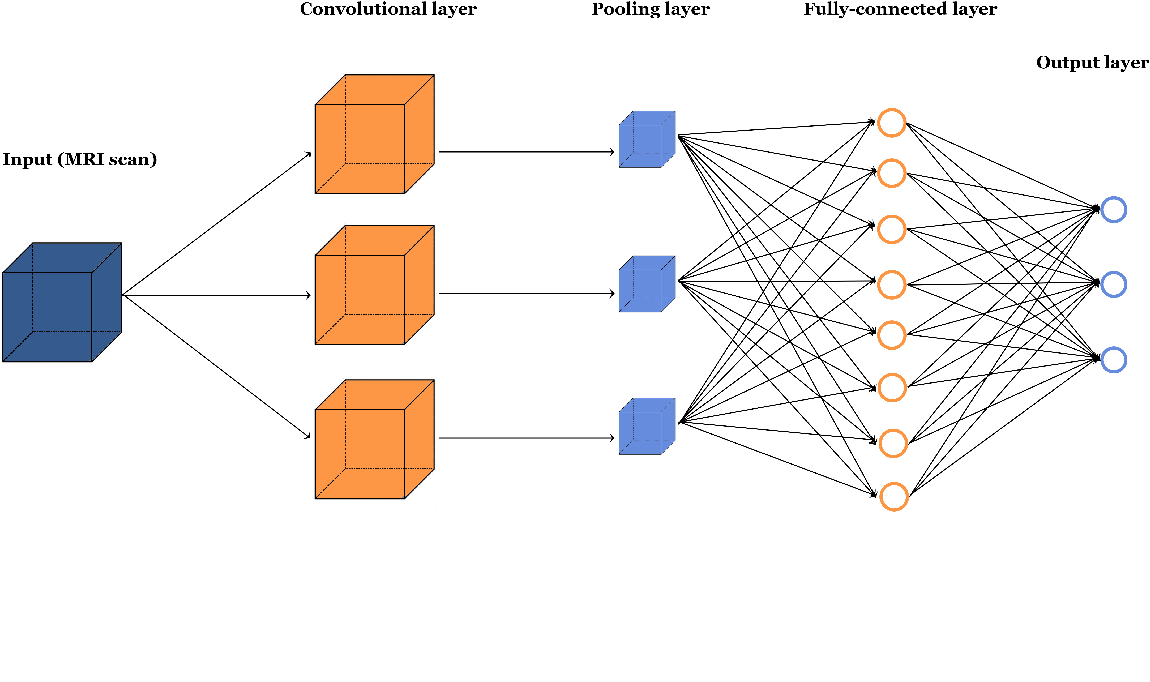 Convolutional layer
Pooling layer
Fully-connected layer
Output layer
Input (MRI scan)